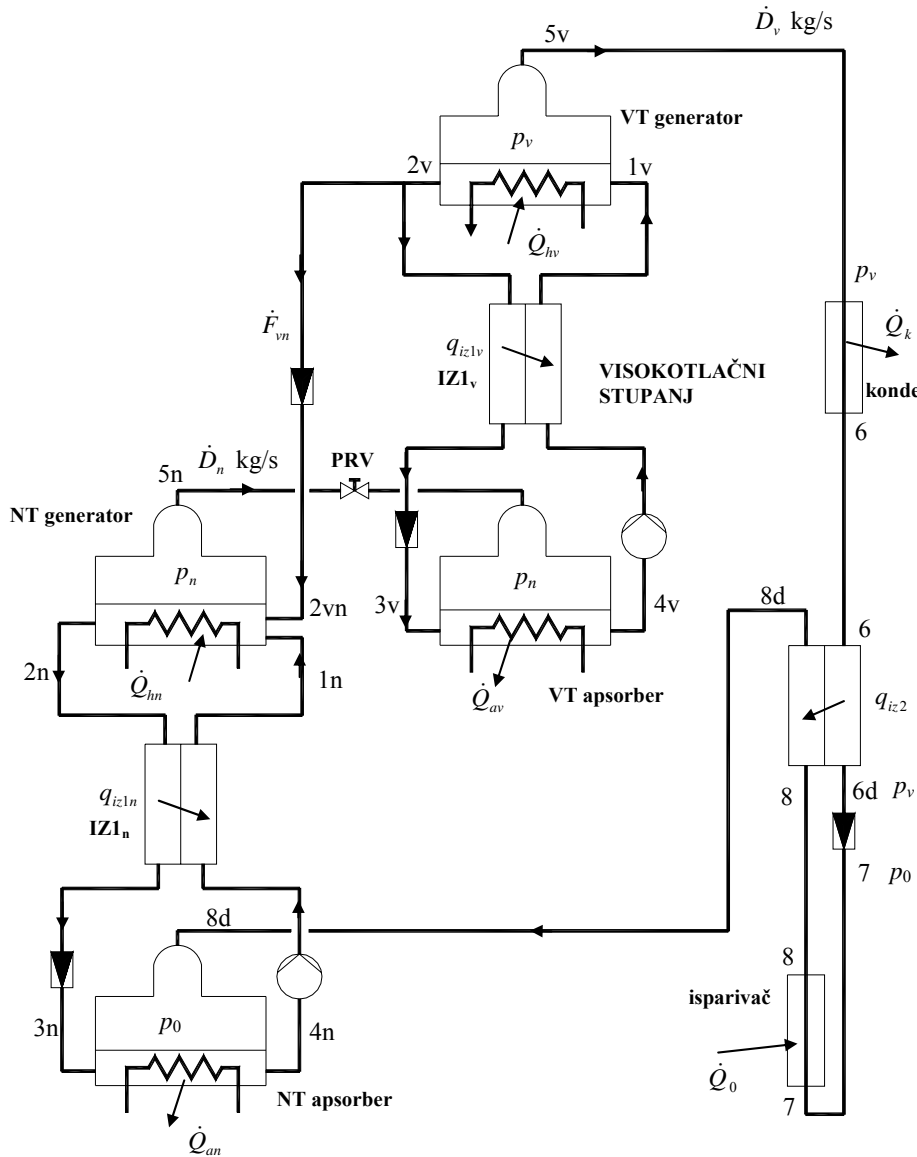 5v
Ḋv kg/s
VT generator
pv
2v
1v
Q̇hv
pv
Q̇k
Ḟvn
qiz1v
IZ1v
VISOKOTLAČNI
STUPANJ
konde
6
Ḋn kg/s
PRV
5n
NT generator
pn
pn
2vn
3v
4v
8d
6
2n
Q̇hn
1n
Q̇av
VT apsorber
qiz2
qiz1n
IZ1n
8
6d
pv
7
p0
8d
8
isparivač
3n
p0
4n
Q̇0
7
NT apsorber
Q̇an